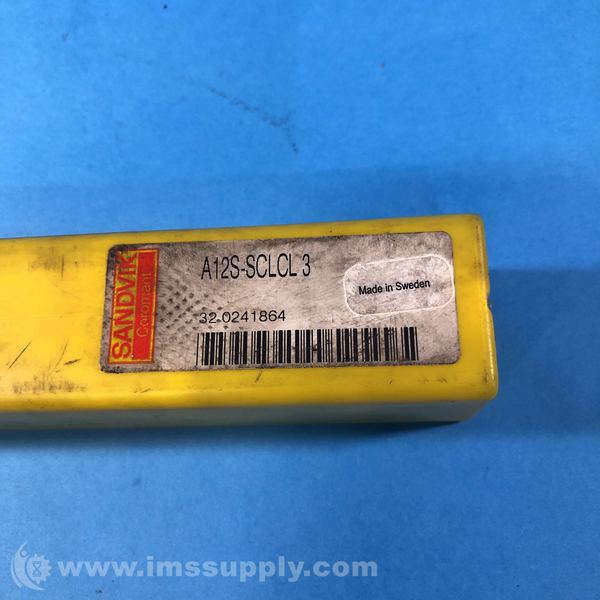 SANDVIK
Coromant
A12S-SCLCL 3
Made in Sweden
32 0241864
www.imssupply.com